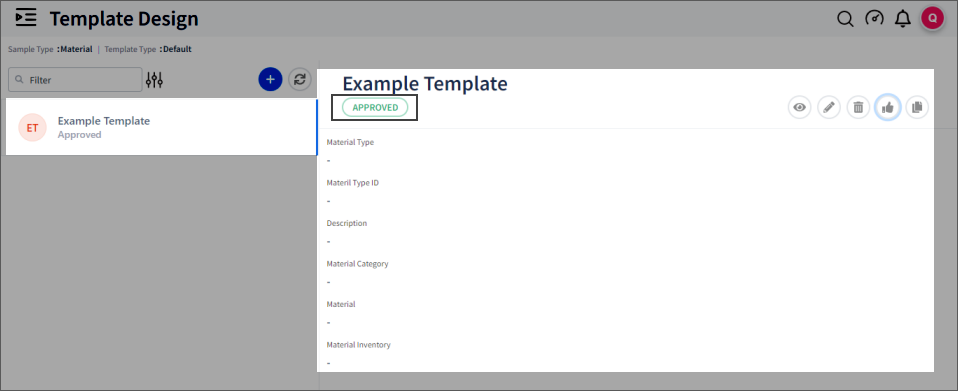 Template Design
Q
Sample Type : Material | Template Type : Default
Filter
ET
Example Template
Approved
Example Template
APPROVED
Material Type
-
Materil Type ID
-
Description
-
Material Category
-
Material
-
Material Inventory
-